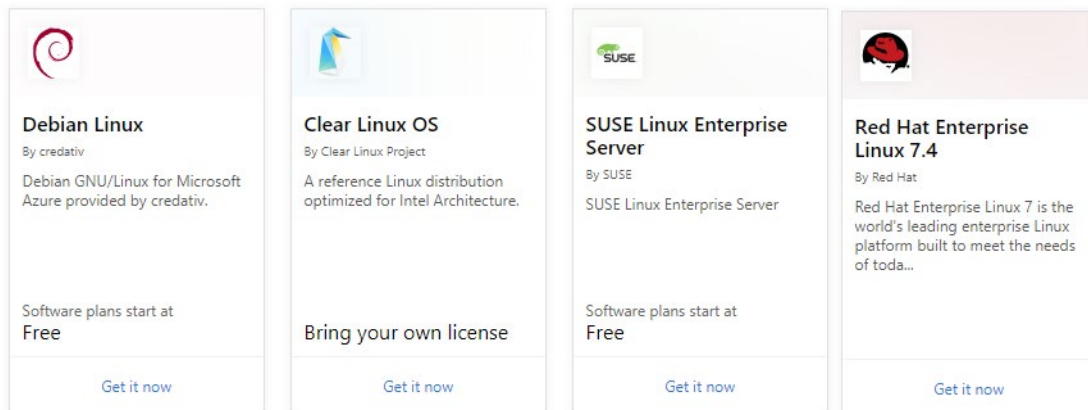 Debian Linux
By credativ
Debian GNU/Linux for Microsoft
Azure provided by credativ.
Software plans start at
Free
Get it now
Clear Linux OS
By Clear Linux Project
A reference Linux distribution
optimized for Intel Architecture.
Bring your own license
Get it now
SUSE
SUSE Linux Enterprise
Server
By SUSE
SUSE Linux Enterprise Server
Software plans start at
Free
Get it now
Red Hat Enterprise
Linux 7.4
By Red Hat
Red Hat Enterprise Linux 7 is the
world's leading enterprise Linux
platform built to meet the needs
of toda...
Get it now